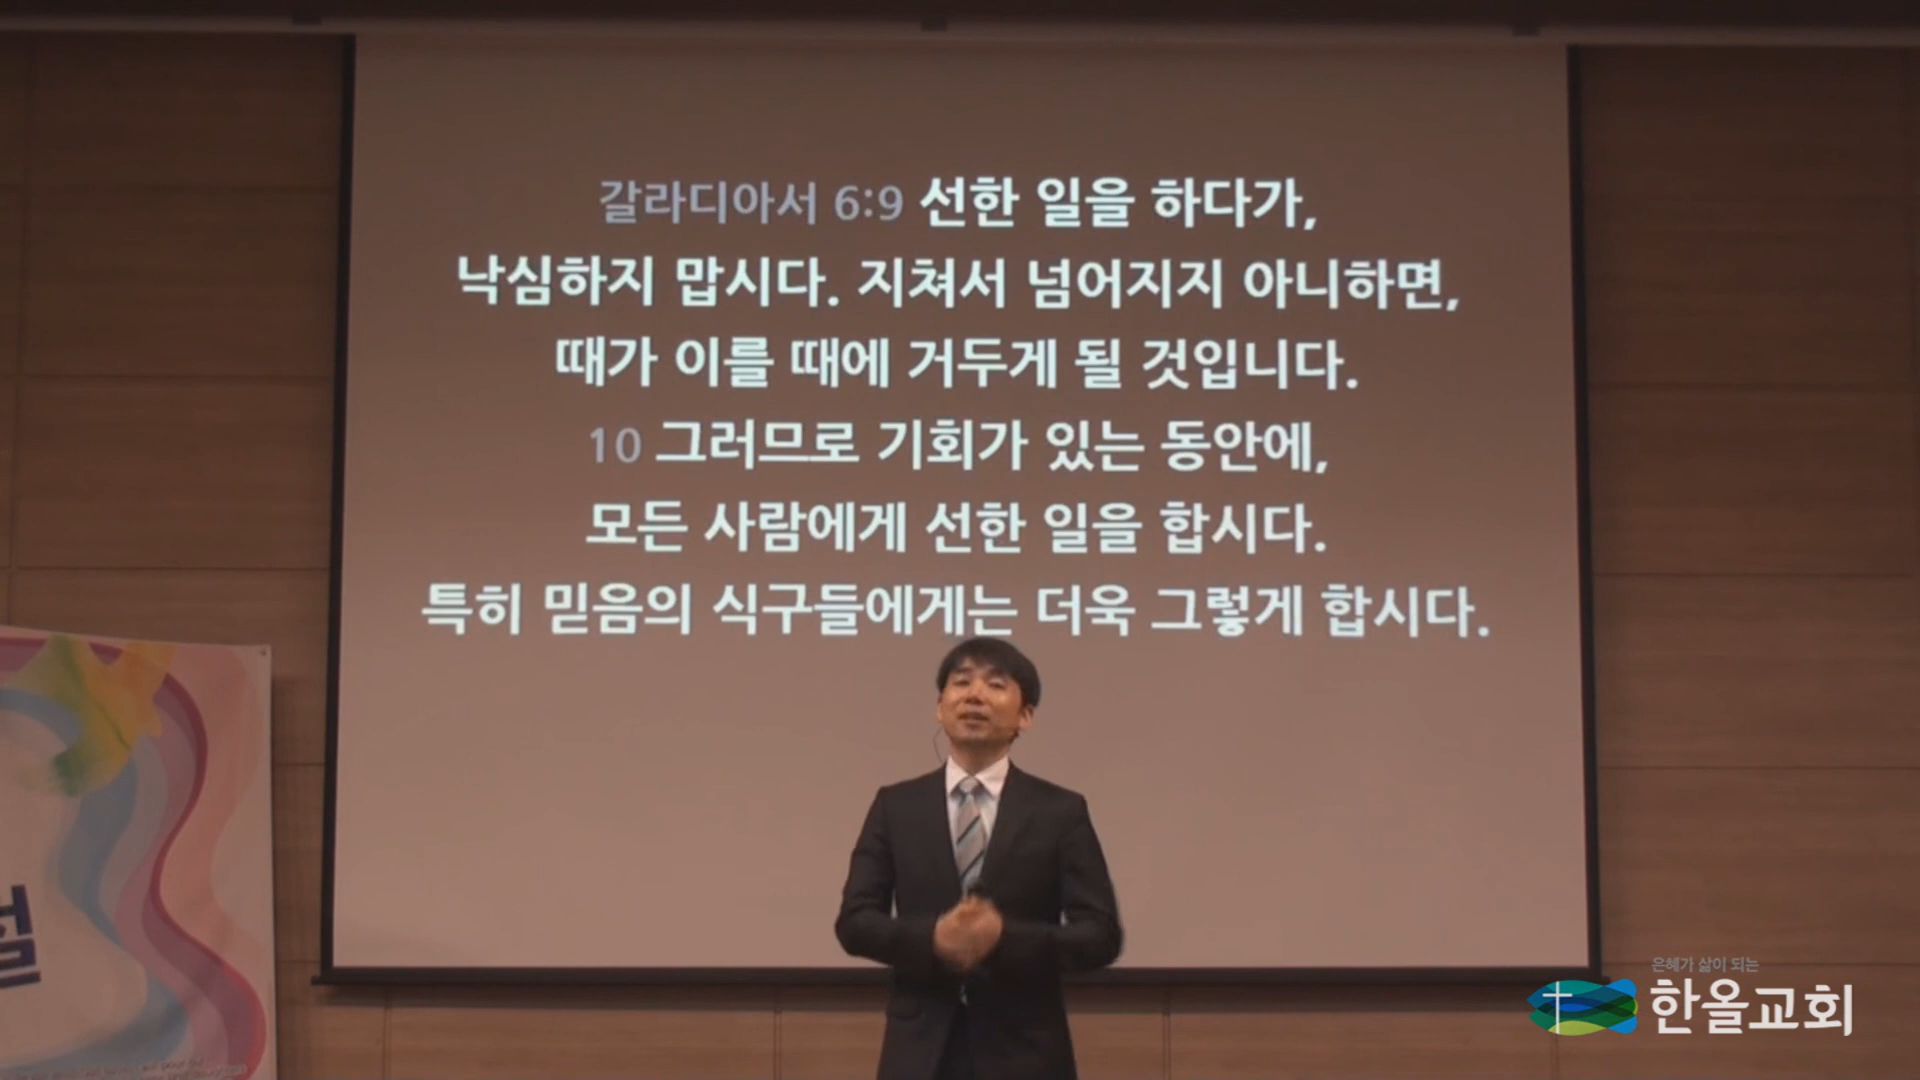 갈라디아서 6:9 선한 일을 하다가,
낙심하지 맙시다. 지쳐서 넘어지지 아니하면,
때가 이를 때에 거두게 될 것입니다.
10 그러므로 기회가 있는 동안에,
모든 사람에게 선한 일을 합시다.
특히 믿음의 식구들에게는 더욱 그렇게 합시다.
은혜가 삶이 되는
한올교회